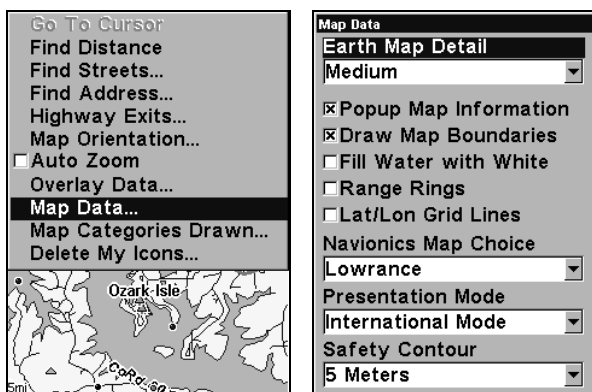 Go To Cursor
Find Distance
Find Streets...
Find Address...
Highway Exits...
Map Orientation...
Auto Zoom
Overlay Data...
Map Data...
Map Categories Drawn...
Delete My Icons...
Ozark Isle
5mi
Map Data
Earth Map Detail
Medium
Popup Map Information
Draw Map Boundaries
Fill Water with White
Range Rings
Lat/Lon Grid Lines
Navionics Map Choice
Lowrance
Presentation Mode
International Mode
Safety Contour
5 Meters